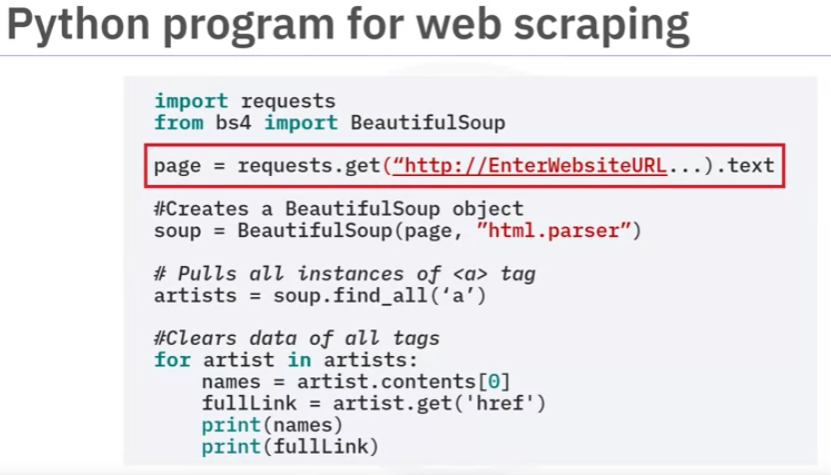 Python program for web scraping
import requests
from bs4 import BeautifulSoup
page = requests.get(“http://EnterWebsiteURL...).text
#Creates a BeautifulSoup object
soup = BeautifulSoup(page, ”html.parser”)
# Pulls all instances of <a> tag
artists = soup.find_all(‘a’)
#Clears data of all tags
for artist in artists:
    names = artist.contents[0]
    fullLink = artist.get('href')
    print(names)
    print(fullLink)